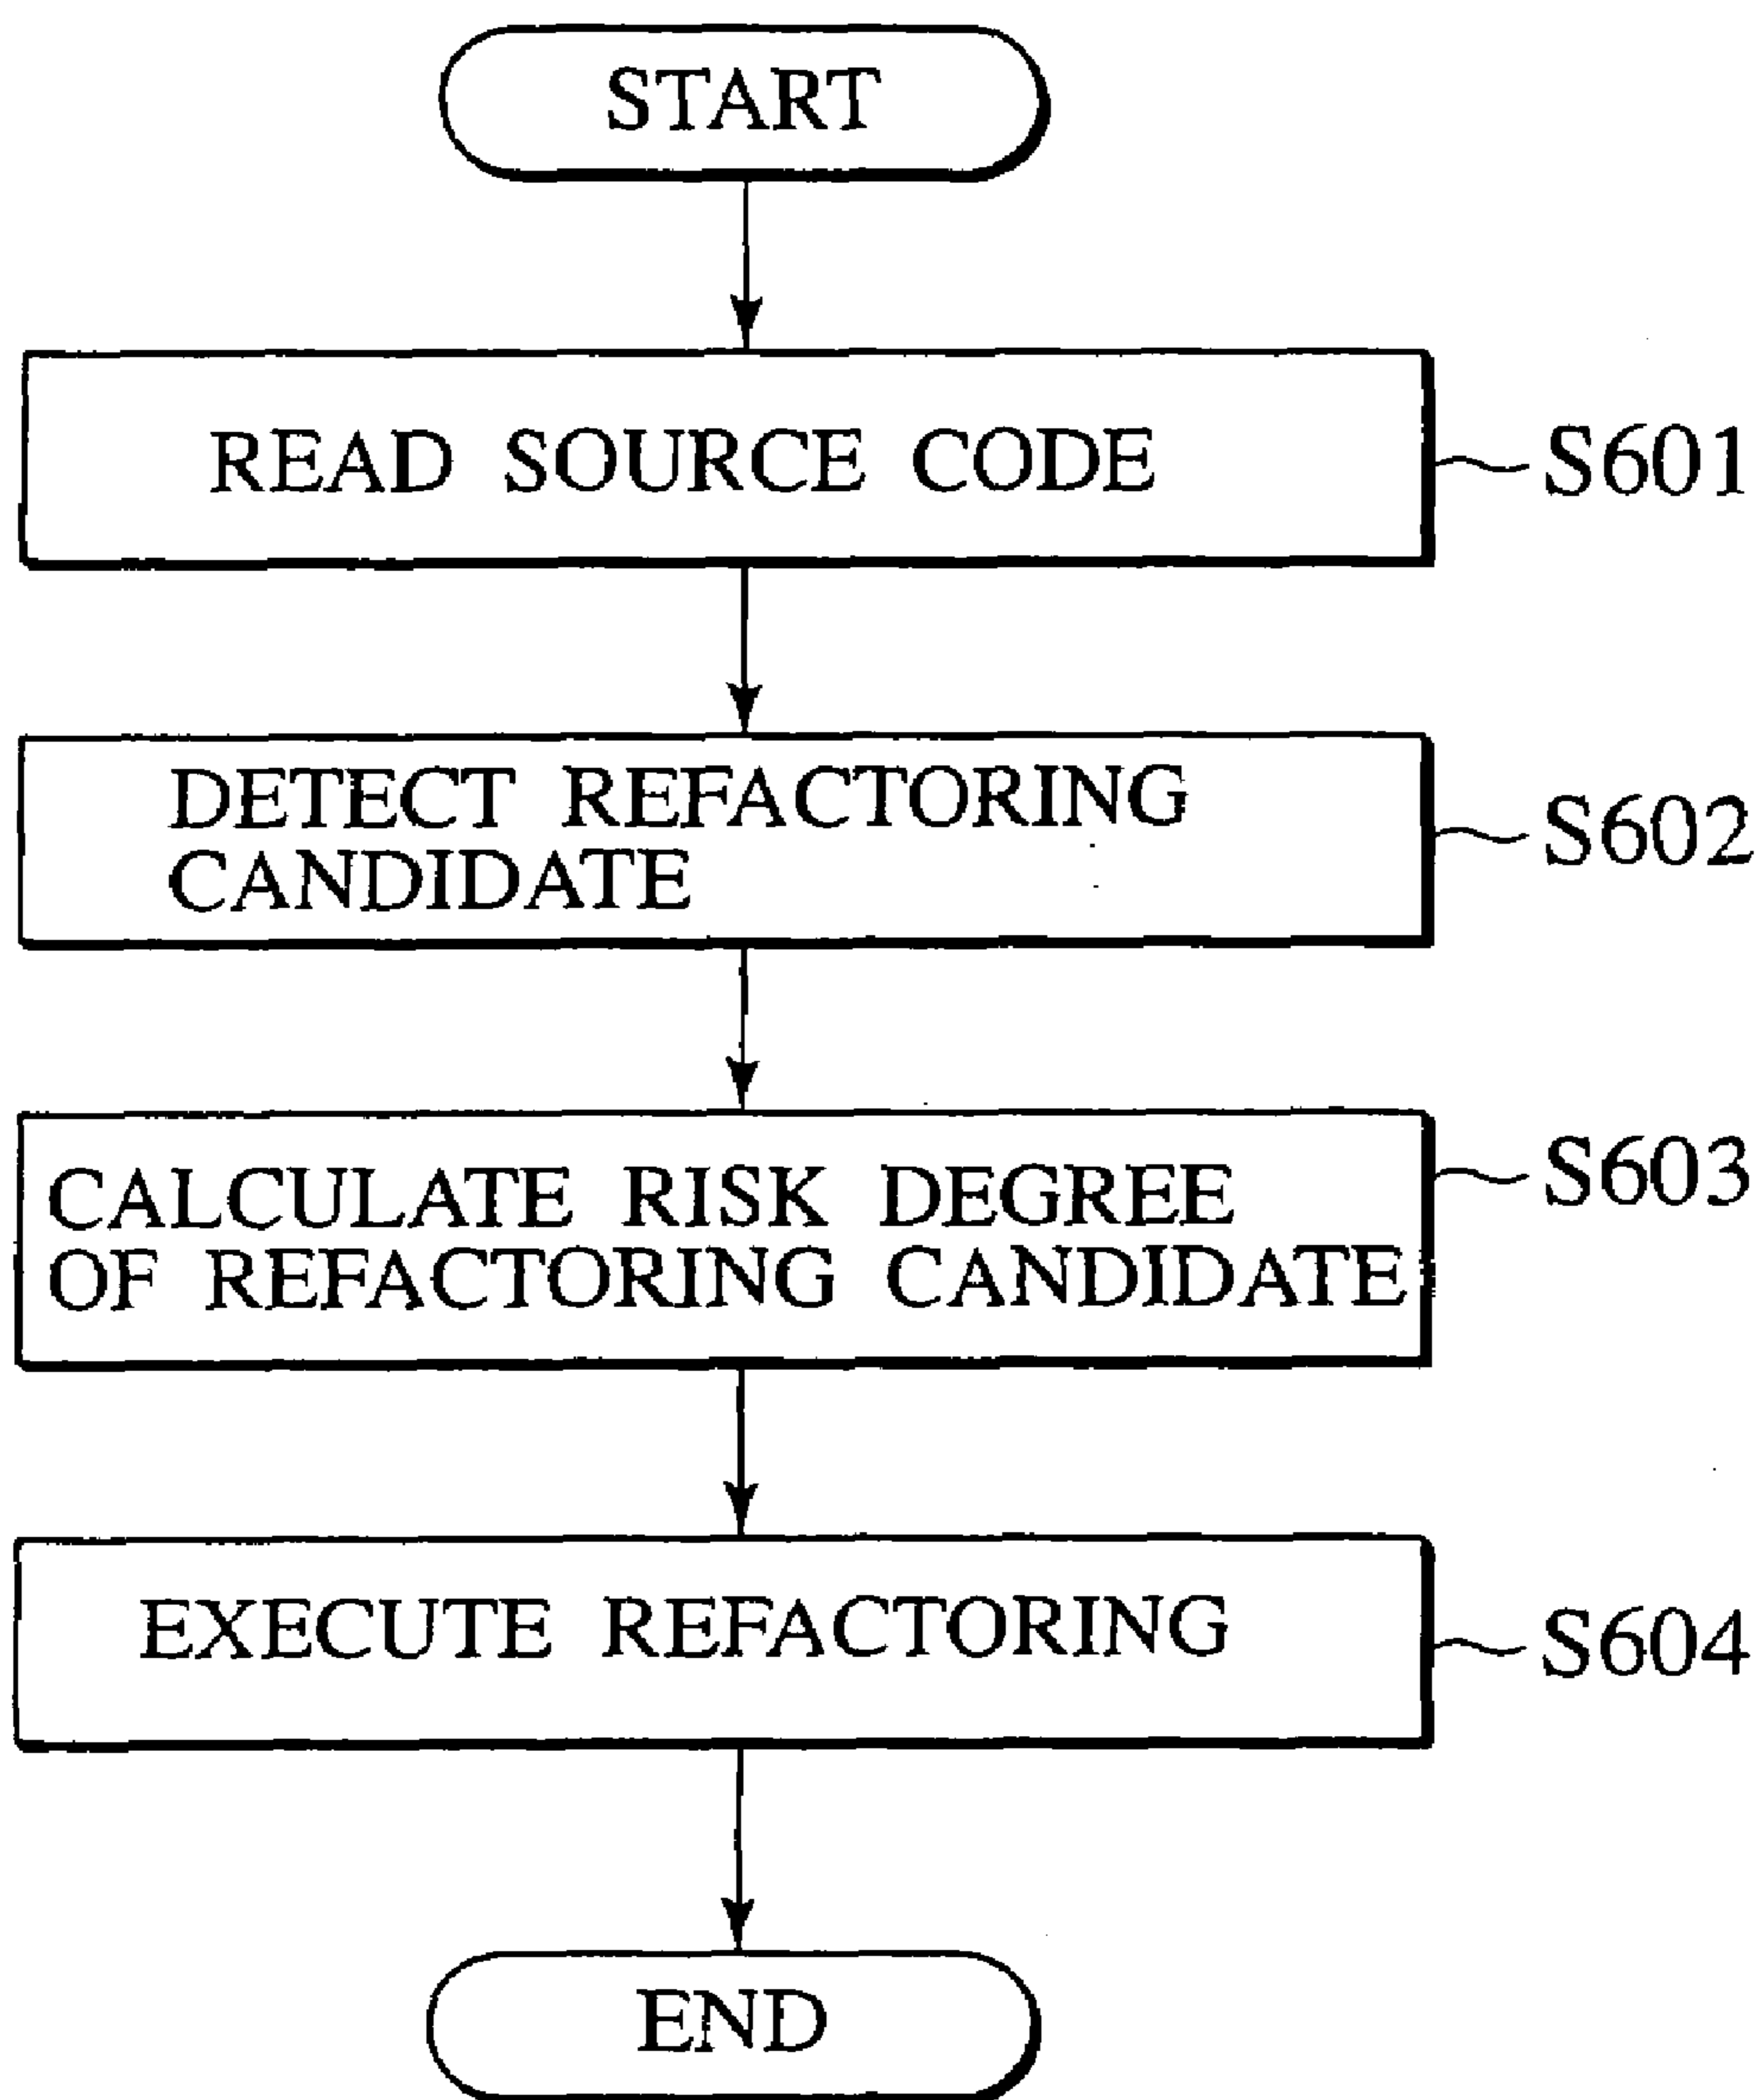 START
READ SOURCE CODE
S601
DETECT REFACTORING
CANDIDATE
S602
CALCULATE RISK DEGREE
OF REFACTORING CANDIDATE
S603
EXECUTE REFACTORING
S604
END